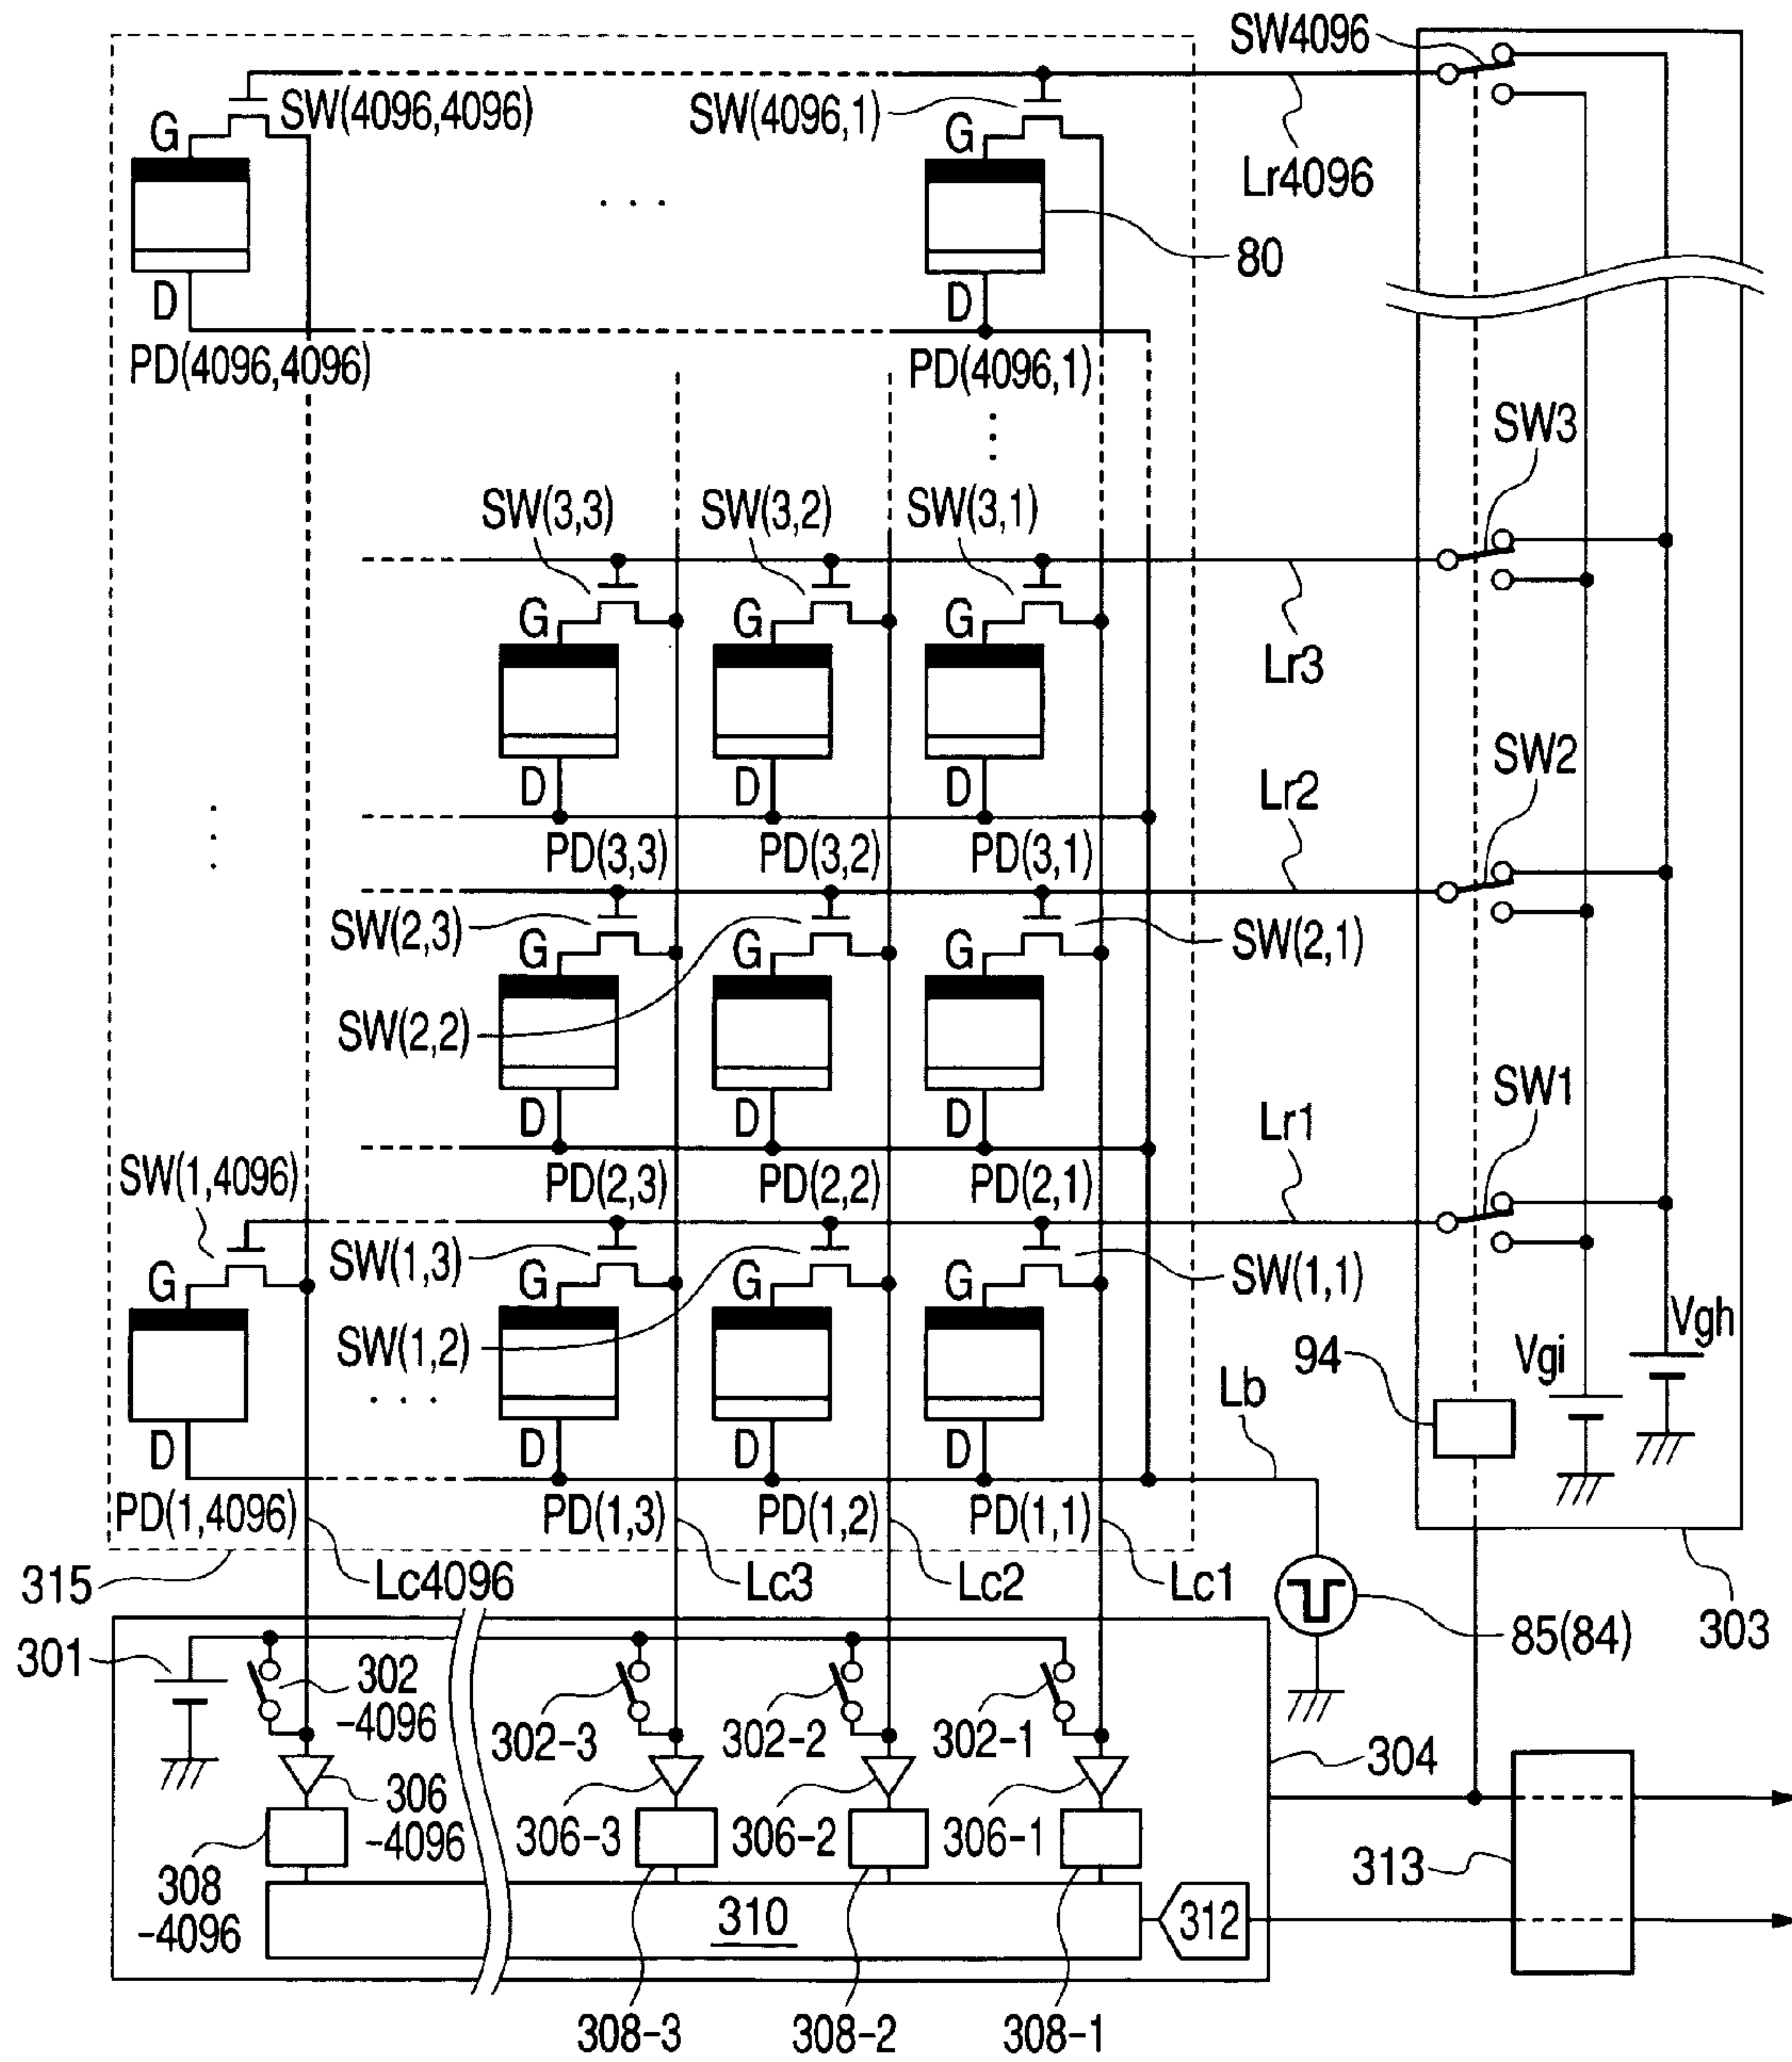 SW4096
SW(4096,4096)
SW(4096,1)
G
G
Lr4096
80
. . .
D
D
PD(4096,4096)
PD(4096,1)
SW3
SW(3,3)
SW(3,2)
SW(3,1)
G
G
G
Lr3
SW2
D
D
D
Lr2
PD(3,3)
PD(3,2)
PD(3,1)
SW(2,3)
G
G
G
SW(2,1)
SW(2,2)
SW1
D
D
D
Lr1
SW(1,4096)
PD(2,3)
PD(2,2)
PD(2,1)
SW(1,3)
G
G
G
G
SW(1,1)
SW(1,2)
Vgh
Vgi
94
. . .
Lb
D
D
D
D
PD(1,4096)
PD(1,3)
PD(1,2)
PD(1,1)
315
Lc4096
Lc3
Lc2
Lc1
85(84)
303
301
302
-4096
302-3
302-2
302-1
304
306
-4096
306-3
306-2
306-1
313
308
-4096
310
312
308-3
308-2
308-1